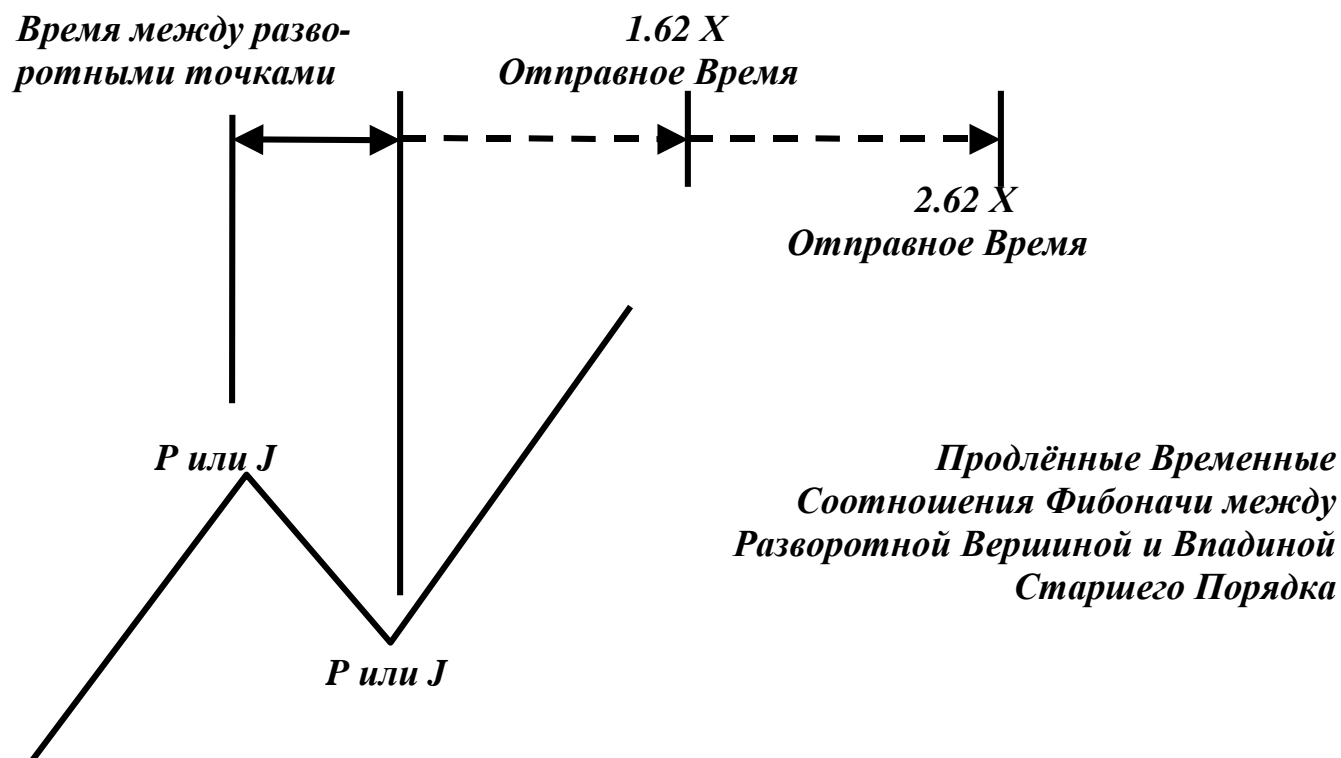 Время между разво-
ротными точками
1.62 X
Отправное Время
2.62 X
Отправное Время
P или J
Продлённые Временные
Соотношения Фибоначи между
Разворотной Вершиной и Впадиной
Старшего Порядка
P или J